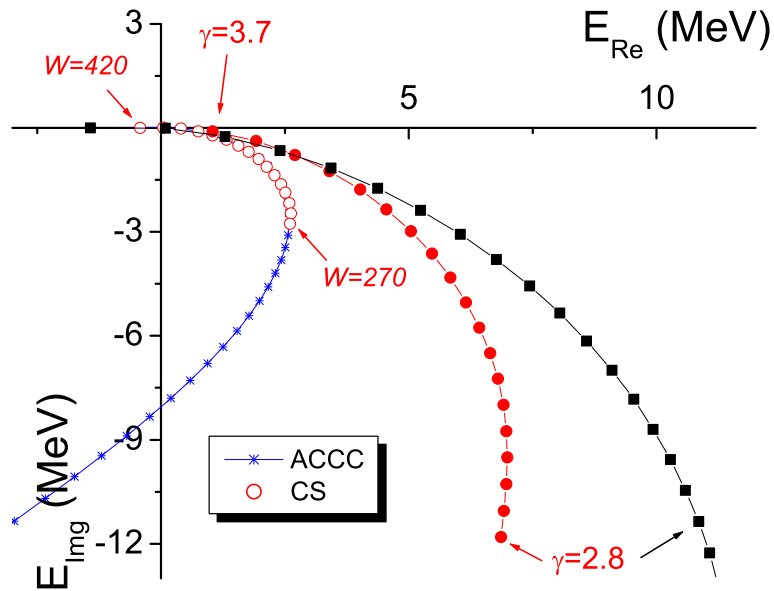 3
γ=3.7
E_Re (MeV)
W=420
5
10
0
-3
W=270
-6
-9
ACCC
CS
-12
γ=2.8
E_Img (MeV)